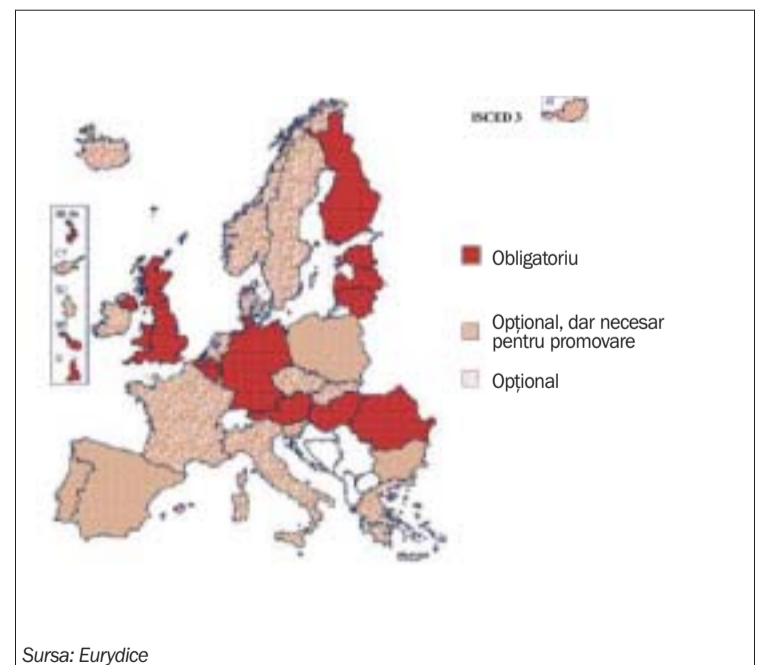 ISCED 3
Obligatoriu
Opțional, dar necesar
pentru promovare
Opțional
Sursa: Eurydice